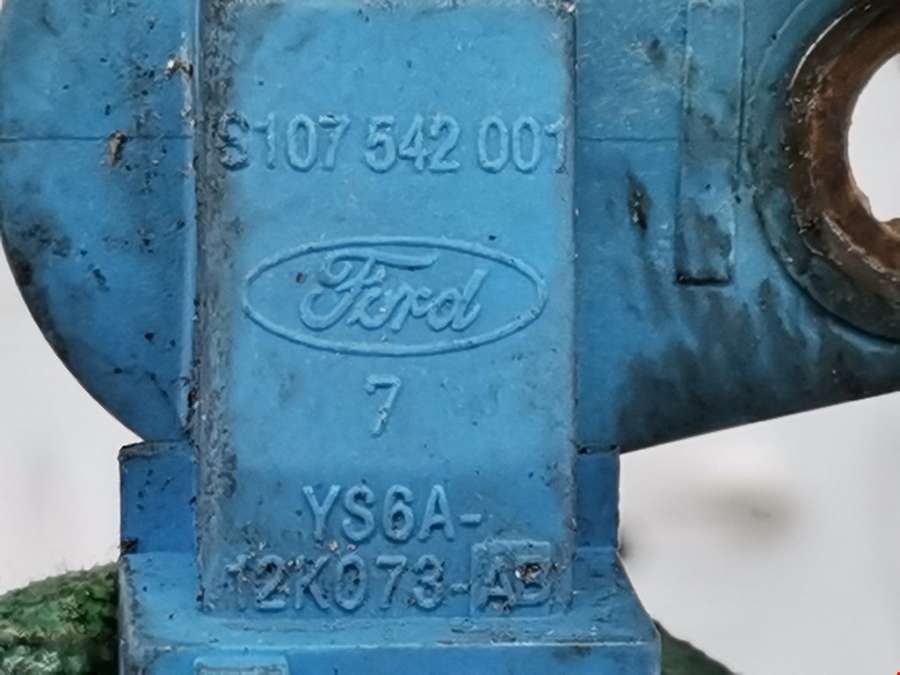 S107 542 001
Ford
7
YS6A-
12K073-AB